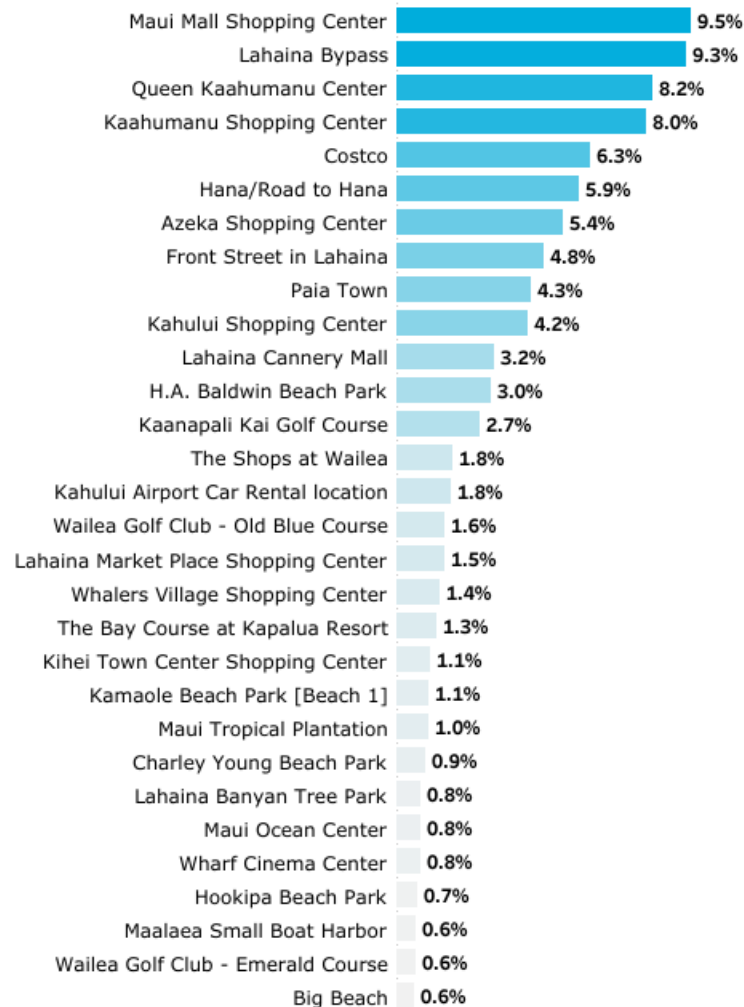 Maui Mall Shopping Center 9.5%
Lahaina Bypass 9.3%
Queen Kaahumanu Center 8.2%
Kaahumanu Shopping Center 8.0%
Costco 6.3%
Hana/Road to Hana 5.9%
Azeka Shopping Center 5.4%
Front Street in Lahaina 4.8%
Paia Town 4.3%
Kahului Shopping Center 4.2%
Lahaina Cannery Mall 3.2%
H.A. Baldwin Beach Park 3.0%
Kaanapali Kai Golf Course 2.7%
The Shops at Wailea 1.8%
Kahului Airport Car Rental location 1.8%
Wailea Golf Club - Old Blue Course 1.6%
Lahaina Market Place Shopping Center 1.5%
Whalers Village Shopping Center 1.4%
The Bay Course at Kapalua Resort 1.3%
Kihei Town Center Shopping Center 1.1%
Kamaole Beach Park [Beach 1] 1.1%
Maui Tropical Plantation 1.0%
Charley Young Beach Park 0.9%
Lahaina Banyan Tree Park 0.8%
Maui Ocean Center 0.8%
Wharf Cinema Center 0.8%
Hookipa Beach Park 0.7%
Maalaea Small Boat Harbor 0.6%
Wailea Golf Club - Emerald Course 0.6%
Big Beach 0.6%